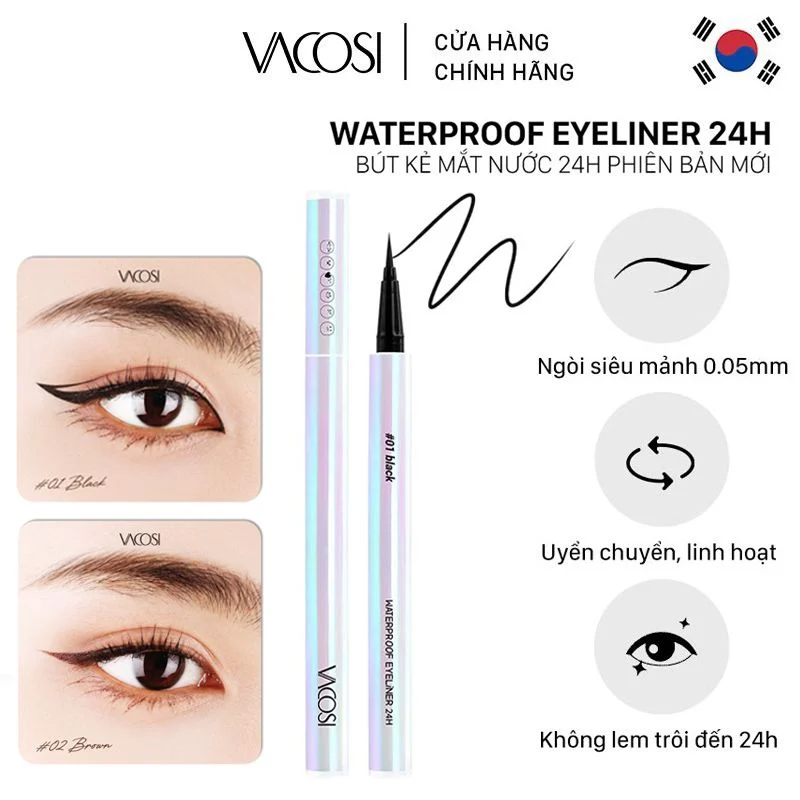 VACOSI
CỬA HÀNG
CHÍNH HÃNG
WATERPROOF EYELINER 24H
BÚT KẺ MẮT NƯỚC 24H PHIÊN BẢN MỚI
VACOSI
#01 Black
VACOSI
#02 Brown
VACOSI
#01 black
WATERPROOF EYELINER 24H
Ngòi siêu mảnh 0.05mm
Uyển chuyển, linh hoạt
Không lem trôi đến 24h